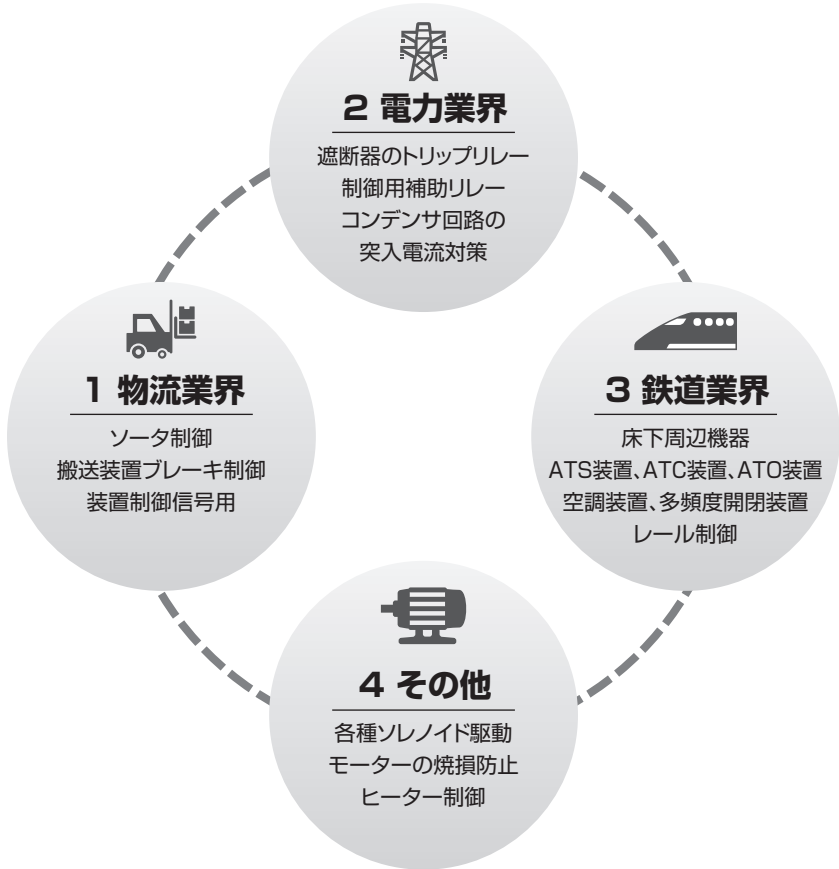 2 電力業界
遮断器のトリップリレー
制御用補助リレー
コンデンサ回路の
突入電流対策
1 物流業界
ソータ制御
搬送装置ブレーキ制御
装置制御信号用
3 鉄道業界
床下周辺機器
ATS装置、ATC装置、ATO装置
空調装置、多頻度開閉装置
レール制御
4 その他
各種ソレノイド駆動
モーターの焼損防止
ヒーター制御